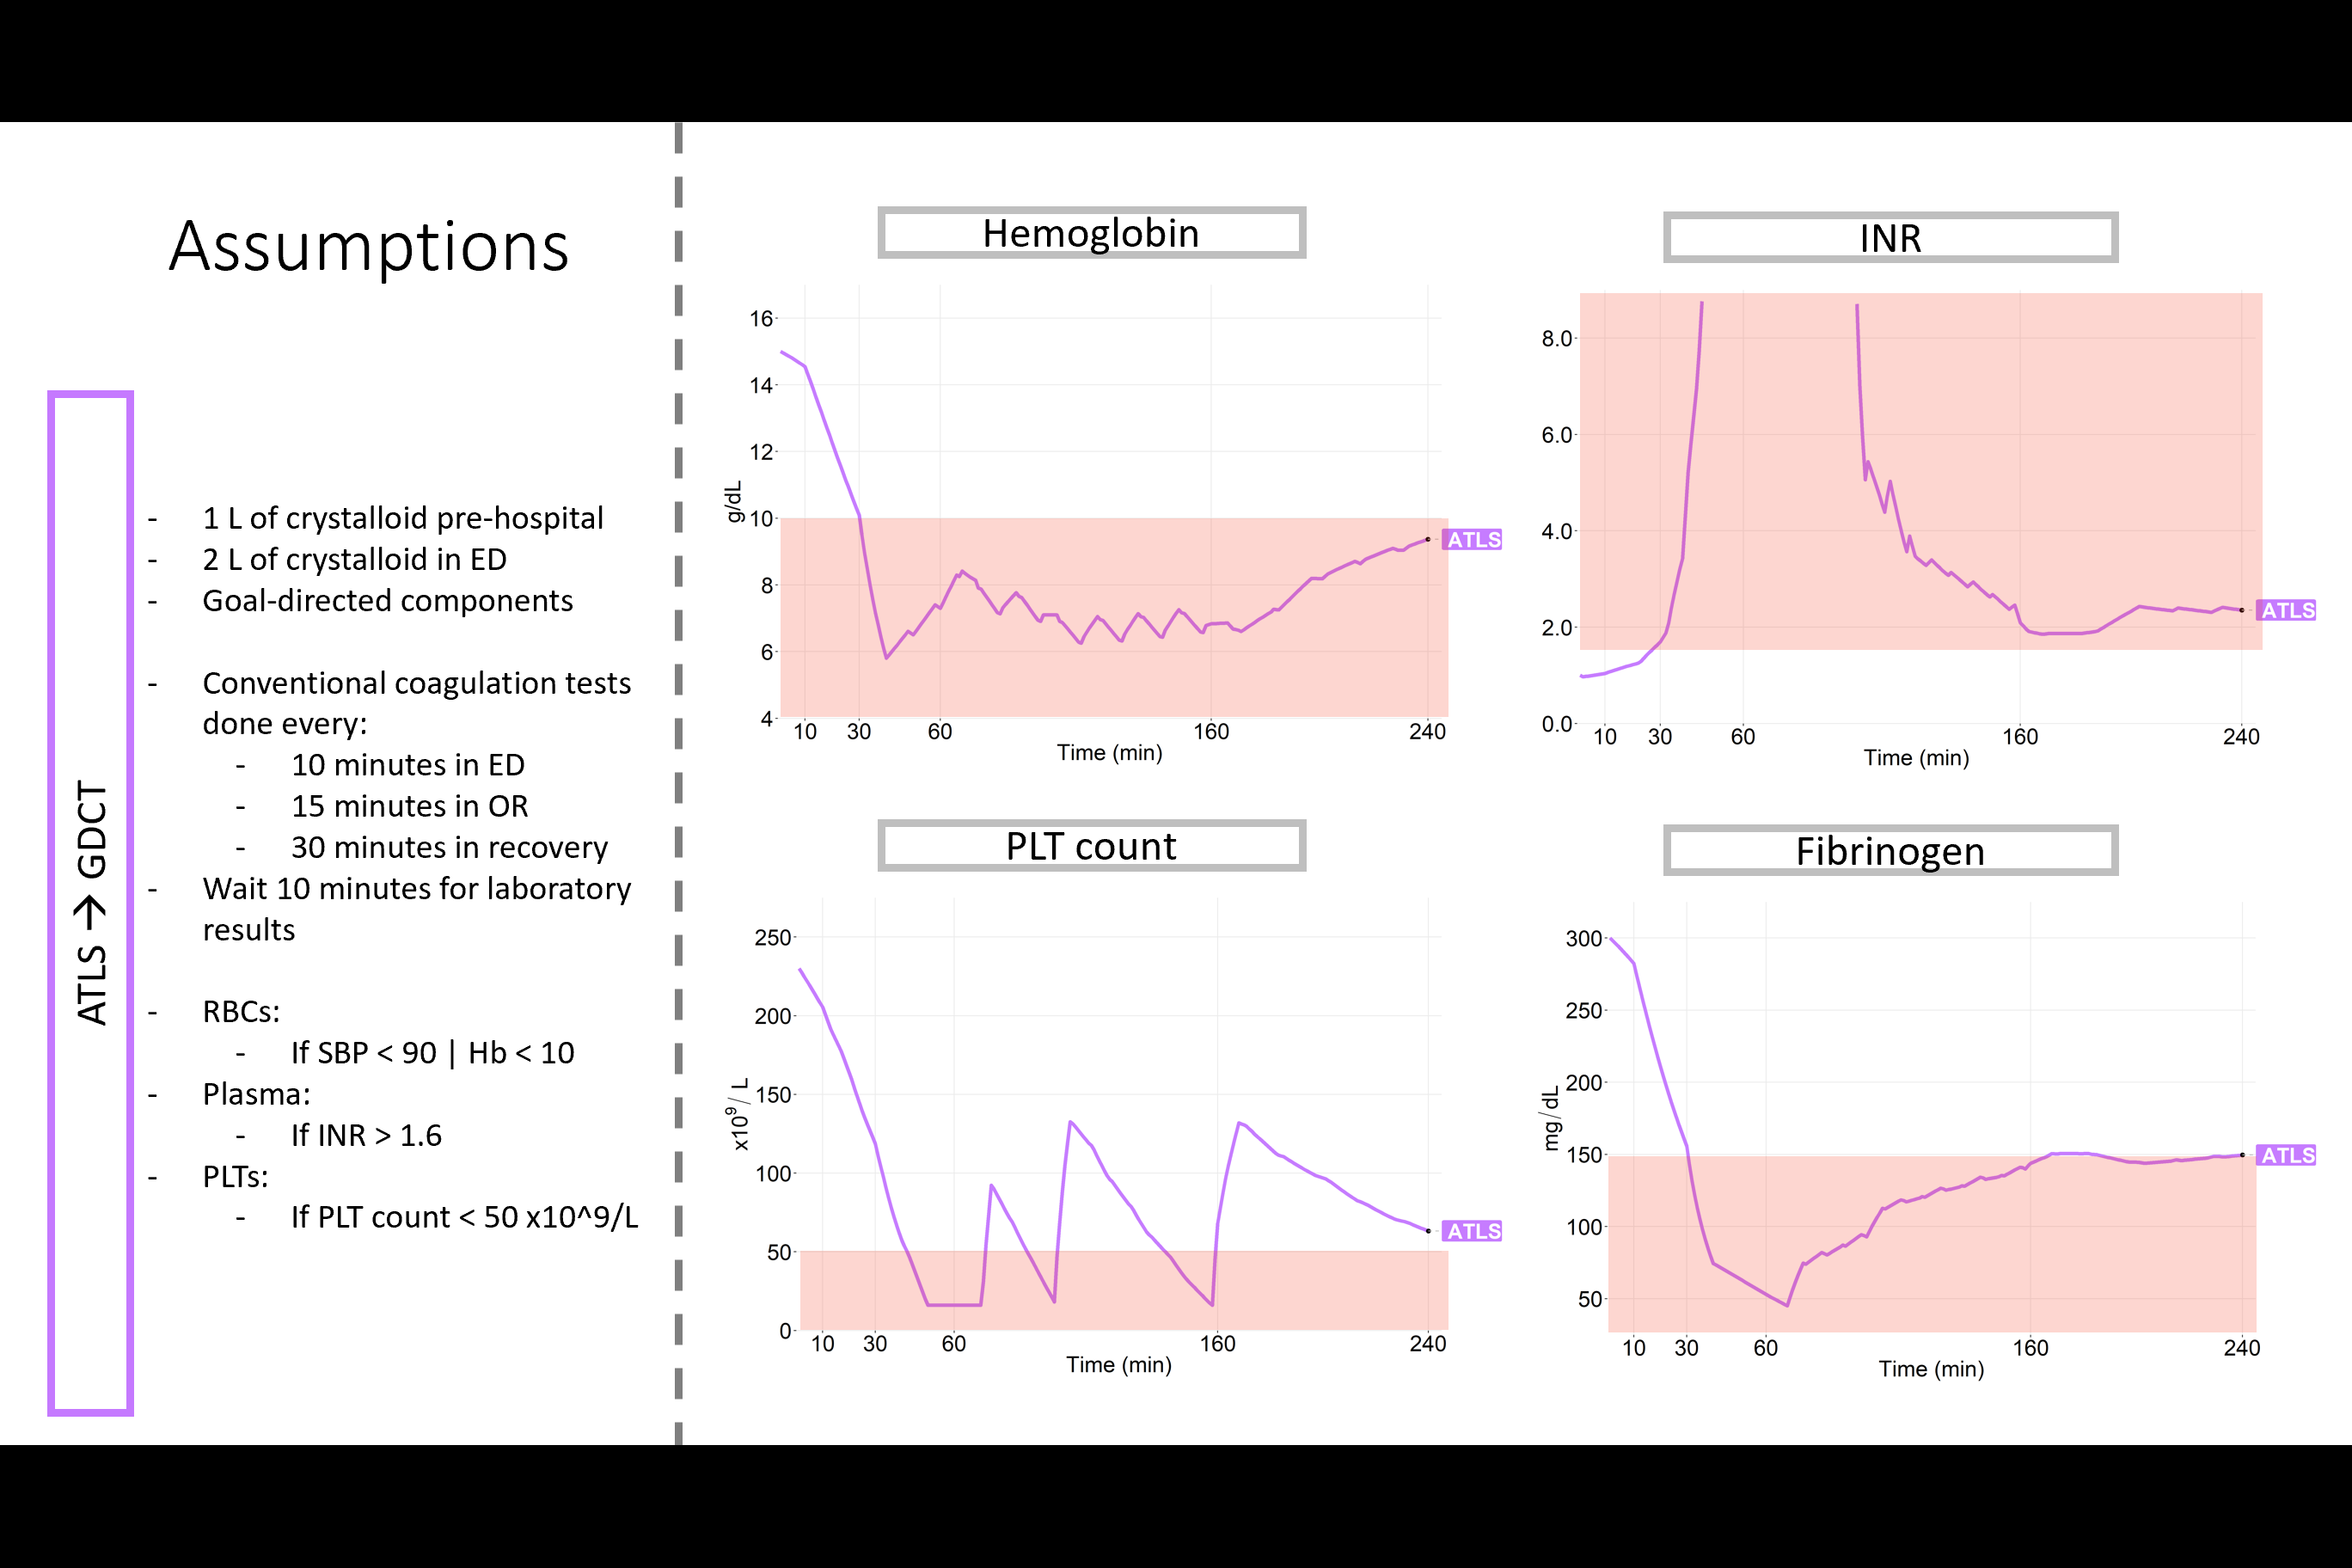 Assumptions
ATLS → GDCT
- 1 L of crystalloid pre-hospital
- 2 L of crystalloid in ED
- Goal-directed components
- Conventional coagulation tests
done every:
- 10 minutes in ED
- 15 minutes in OR
- 30 minutes in recovery
- Wait 10 minutes for laboratory
results
- RBCs:
- If SBP < 90 | Hb < 10
- Plasma:
- If INR > 1.6
- PLTs:
- If PLT count < 50 x10^9/L
Hemoglobin
g/dL
16
14
12
10
8
6
4
10 30 60 160 240
Time (min)
ATLS
INR
8.0
6.0
4.0
2.0
0.0
10 30 60 160 240
Time (min)
ATLS
PLT count
x10⁹/ L
250
200
150
100
50
0
10 30 60 160 240
Time (min)
ATLS
Fibrinogen
mg/dL
300
250
200
150
100
50
10 30 60 160 240
Time (min)
ATLS